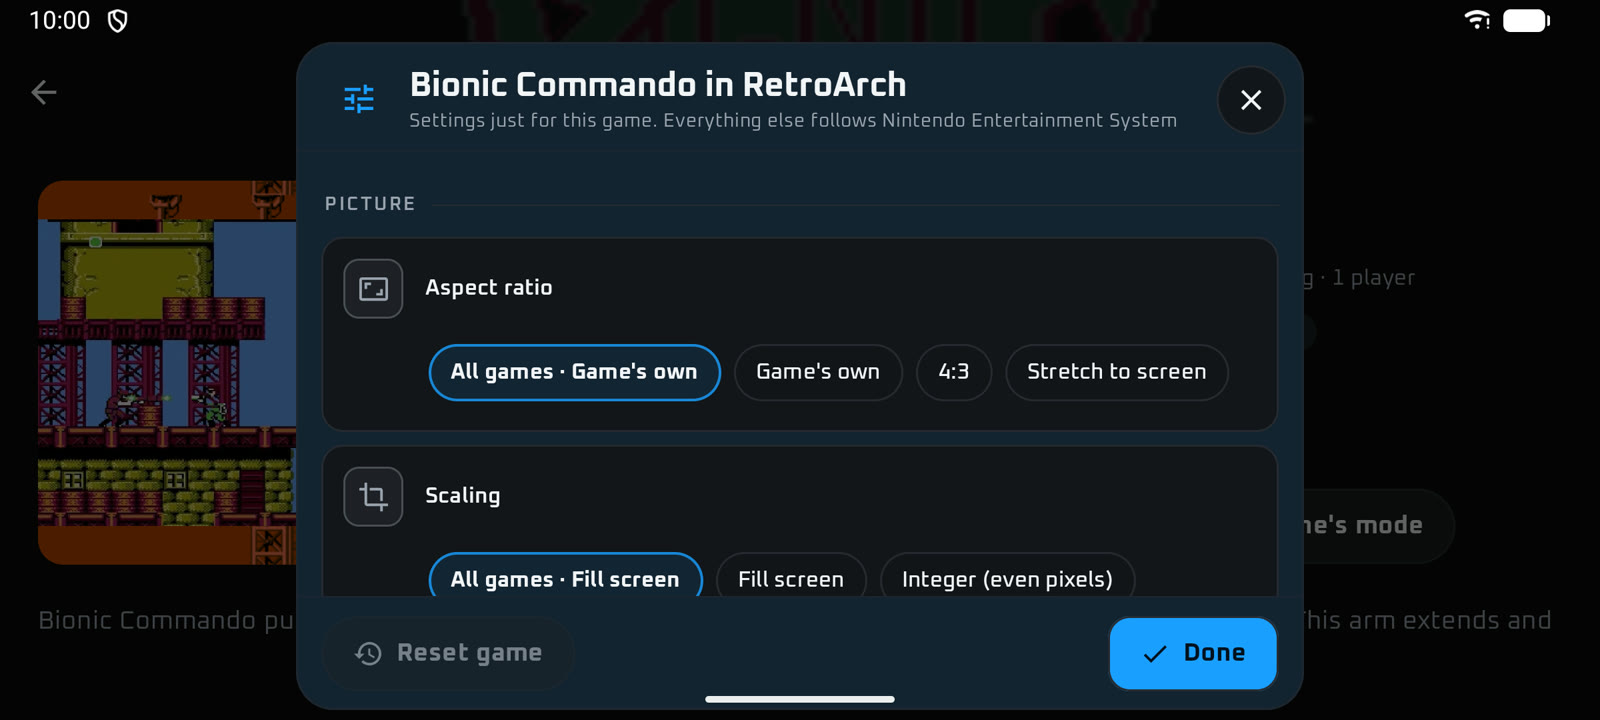 10:00
Bionic Commando in RetroArch
Settings just for this game. Everything else follows Nintendo Entertainment System
PICTURE
g · 1 player
Aspect ratio
All games · Game's own
Game's own
4:3
Stretch to screen
Scaling
All games · Fill screen
Fill screen
Integer (even pixels)
e's mode
Bionic Commando pu
This arm extends and
Reset game
Done